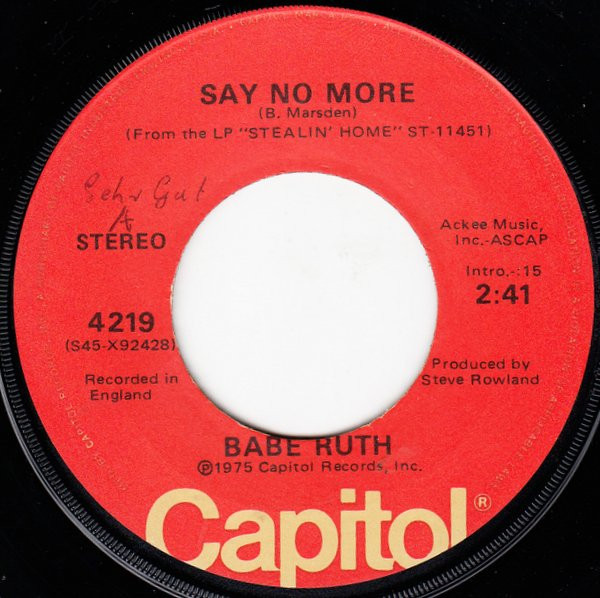 SAY NO MORE
(B. Marsden)
(From the LP "STEALIN' HOME" ST-11451)
Sehr Gut
A
STEREO
Ackee Music,
Inc.-ASCAP
Intro.-:15
2:41
4219
(S45-X92428)
Recorded in
England
Produced by
Steve Rowland
BABE RUTH
℗1975 Capitol Records, Inc.
Capitol®